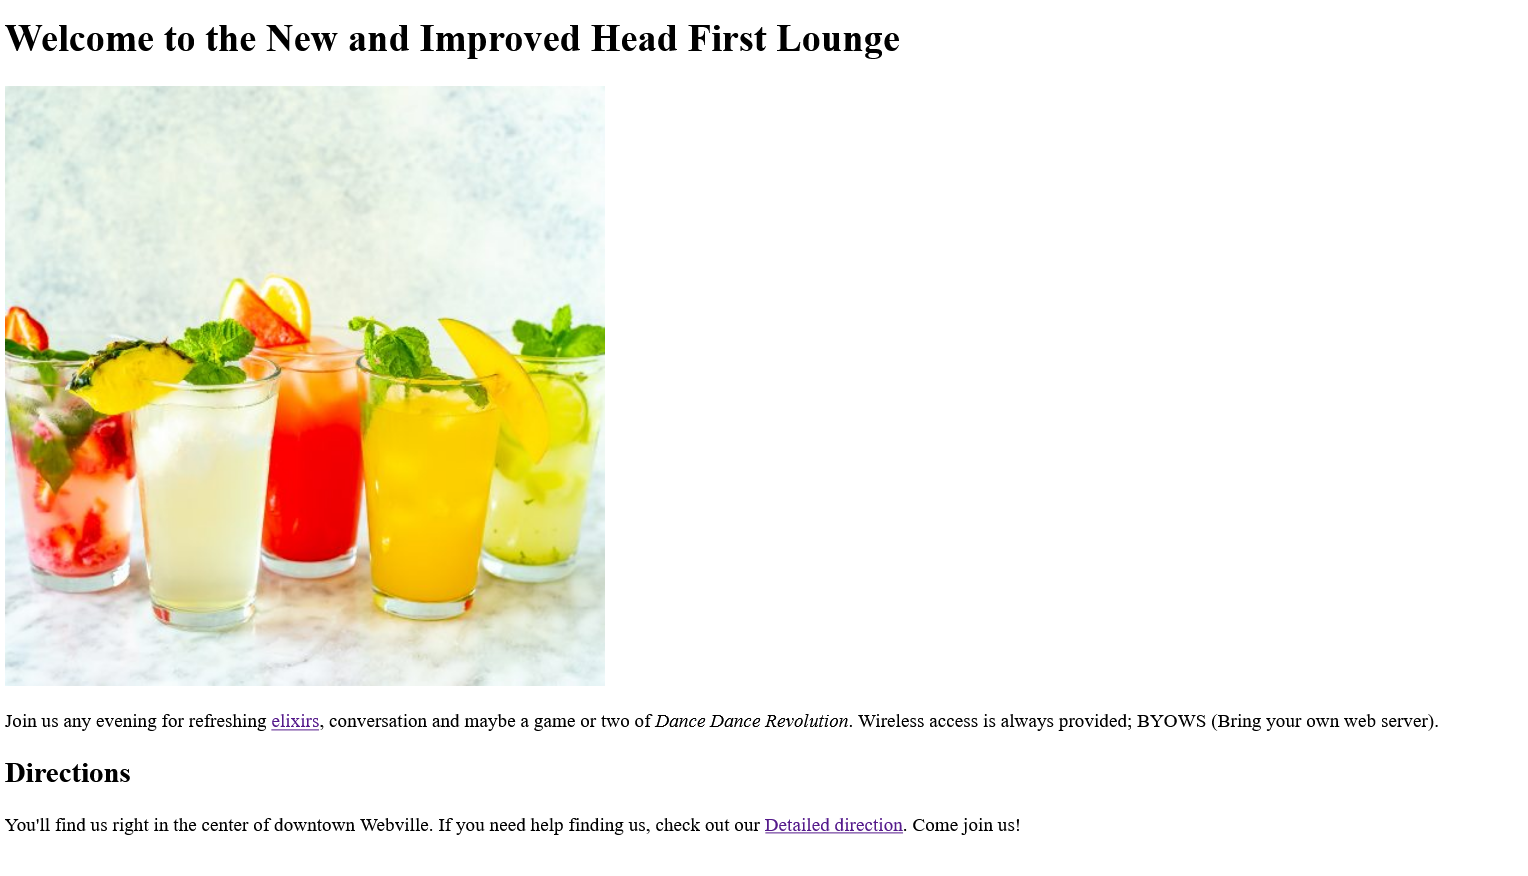 Welcome to the New and Improved Head First Lounge
Join us any evening for refreshing elixirs, conversation and maybe a game or two of Dance Dance Revolution. Wireless access is always provided; BYOWS (Bring your own web server).
Directions
You'll find us right in the center of downtown Webville. If you need help finding us, check out our Detailed direction. Come join us!